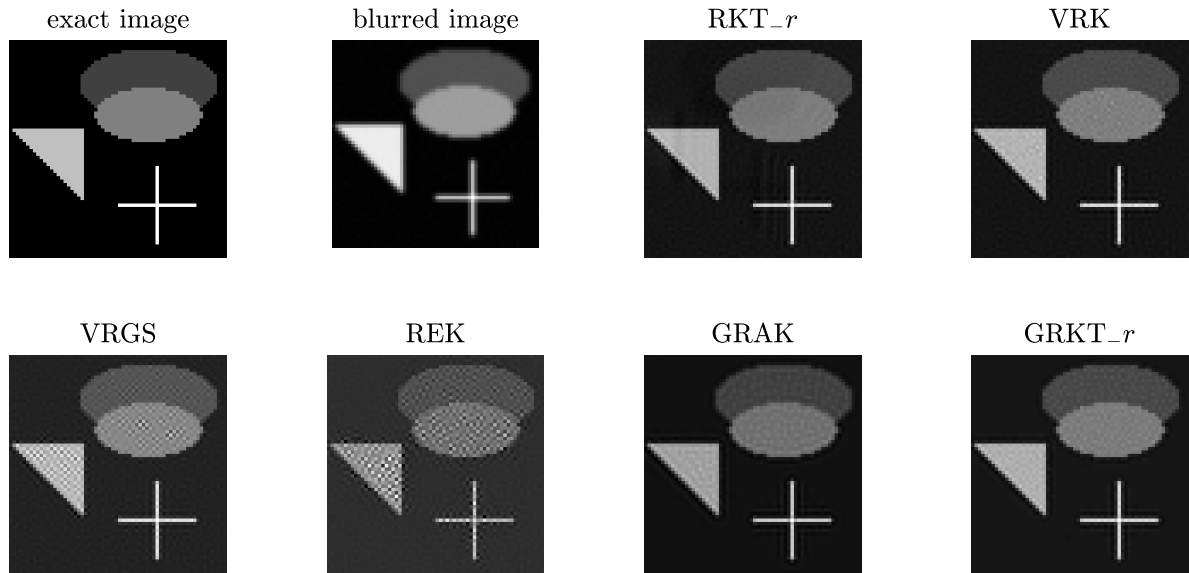 exact image
blurred image
RKT_r
VRK
VRGS
REK
GRAK
GRKT_r